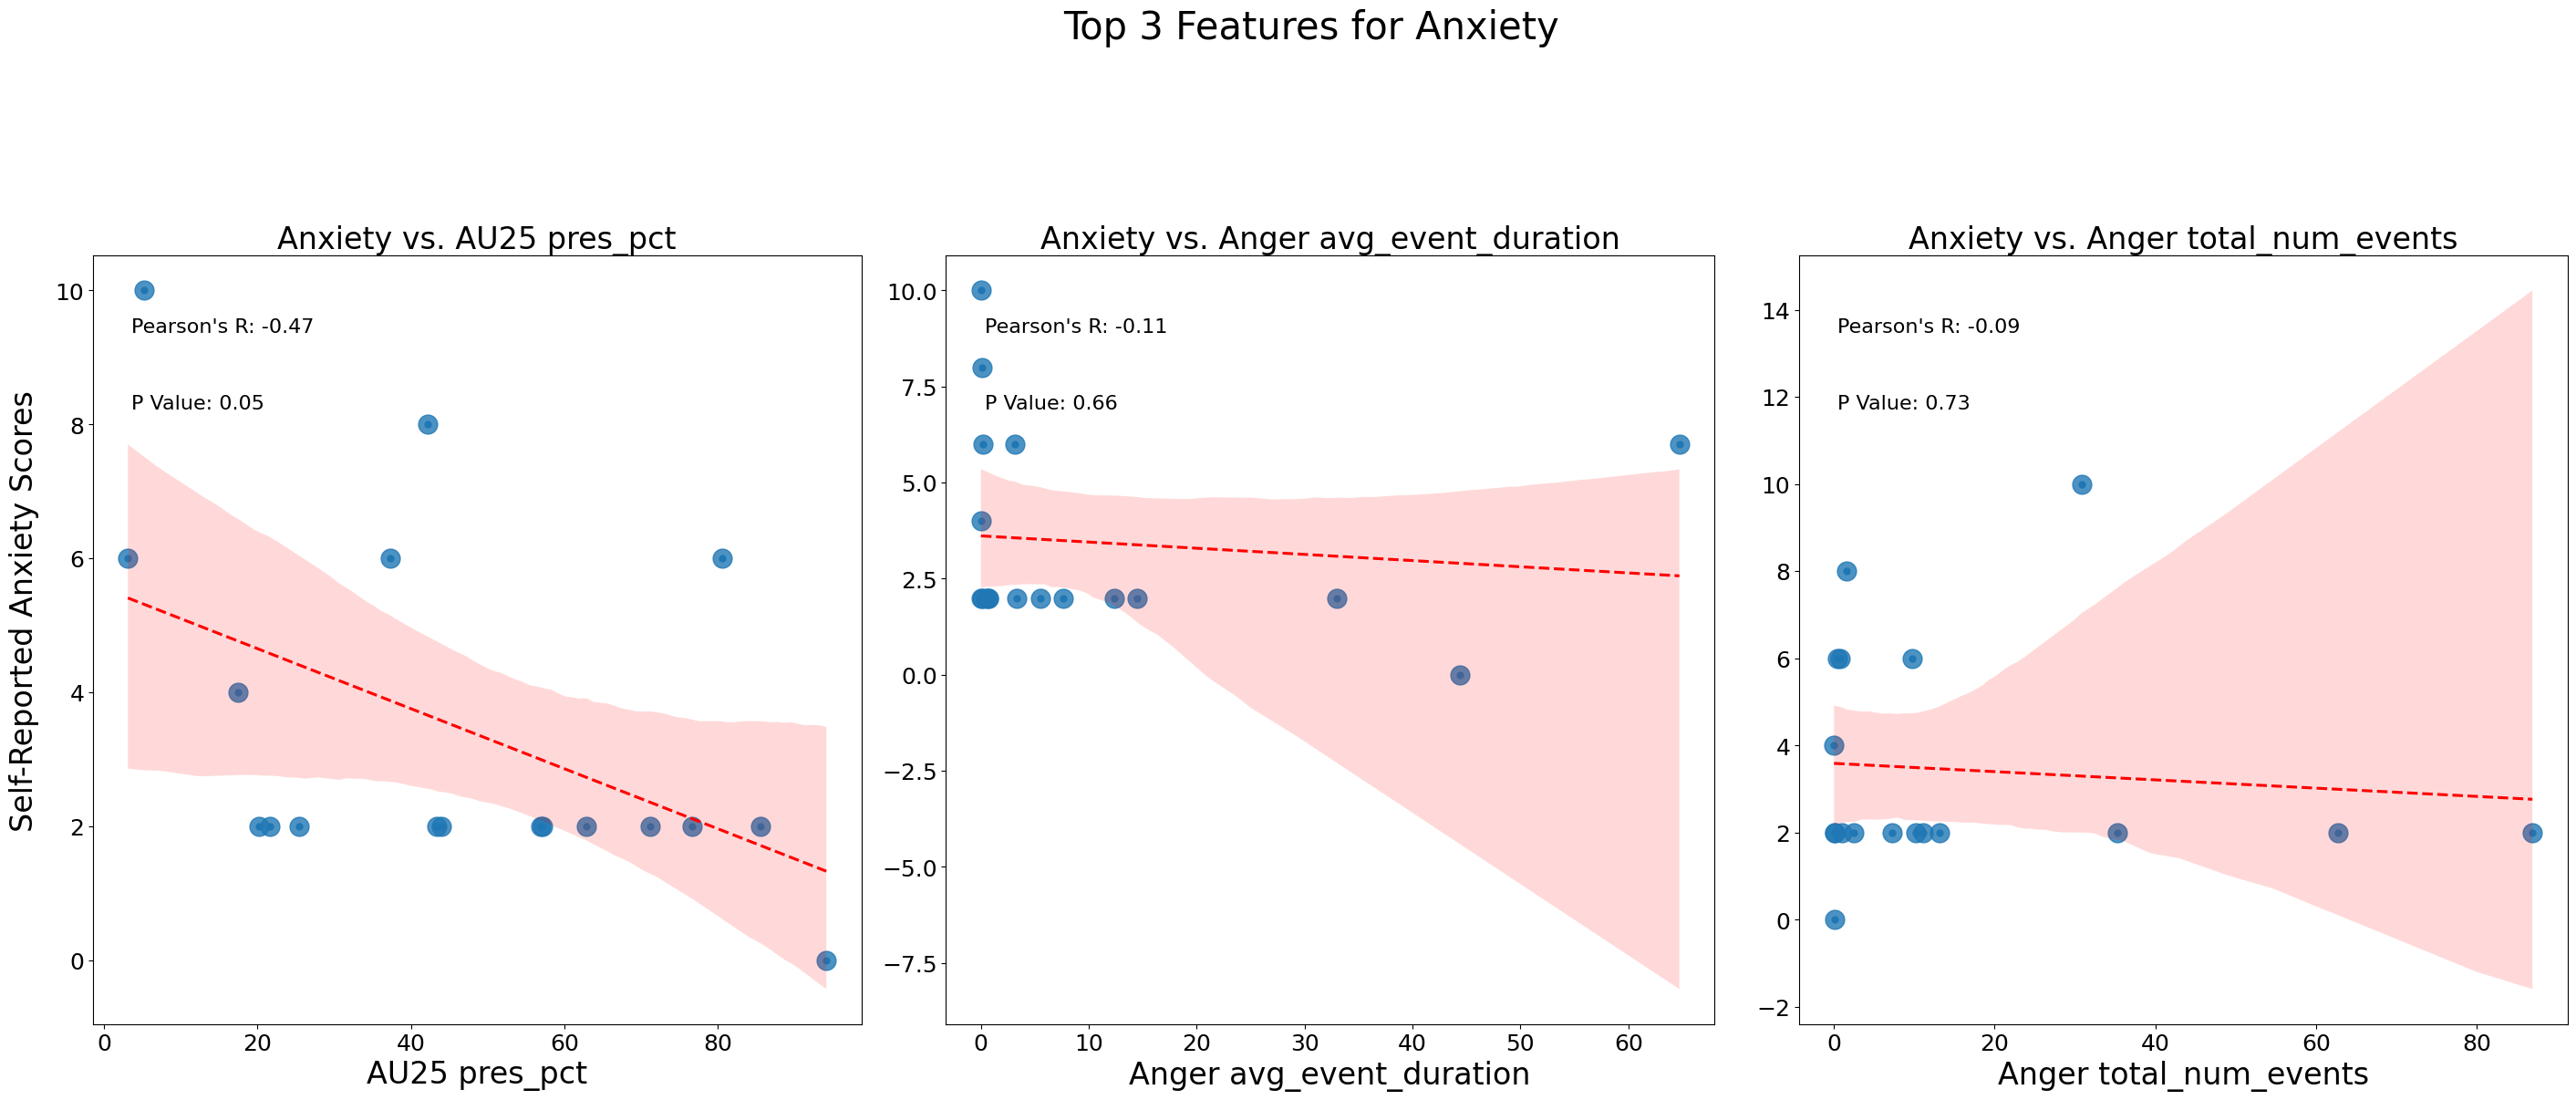 Top 3 Features for Anxiety
Anxiety vs. AU25 pres_pct
Pearson's R: -0.47
P Value: 0.05
Self-Reported Anxiety Scores
10
8
6
4
2
0
0 20 40 60 80
AU25 pres_pct
Anxiety vs. Anger avg_event_duration
Pearson's R: -0.11
P Value: 0.66
10.0
7.5
5.0
2.5
0.0
−2.5
−5.0
−7.5
0 10 20 30 40 50 60
Anger avg_event_duration
Anxiety vs. Anger total_num_events
Pearson's R: -0.09
P Value: 0.73
14
12
10
8
6
4
2
0
−2
0 20 40 60 80
Anger total_num_events